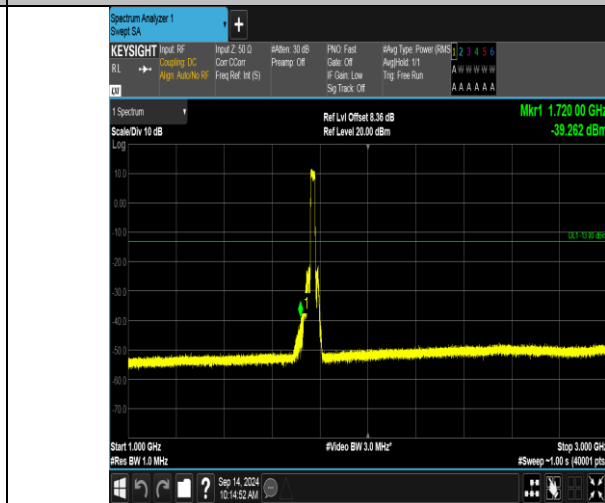 Spectrum Analyzer 1
Swept SA
+
KEYSIGHT
RL
Input: RF
Coupling: DC
Align: Auto/No RF
Input Z: 50 Ω
Corr CCorr
Freq Ref: Int (S)
#Atten: 30 dB
Preamp: Off
PNO: Fast
Gate: Off
IF Gain: Low
Sig Track: Off
#Avg Type: Power (RMS
Avg|Hold: 1/1
Trig: Free Run
1 2 3 4 5 6
A W W W W W
A A A A A A
LXI
1 Spectrum
Scale/Div 10 dB
Ref Lvl Offset 8.36 dB
Ref Level 20.00 dBm
Mkr1 1.720 00 GHz
-39.262 dBm
Log
10.0
0.00
-10.0
-20.0
-30.0
-40.0
-50.0
-60.0
-70.0
DL1 -13.00 dBm
1
Start 1.000 GHz
#Res BW 1.0 MHz
#Video BW 3.0 MHz*
Stop 3.000 GHz
#Sweep ~1.00 s (40001 pts)
?
Sep 14, 2024
10:14:52 AM